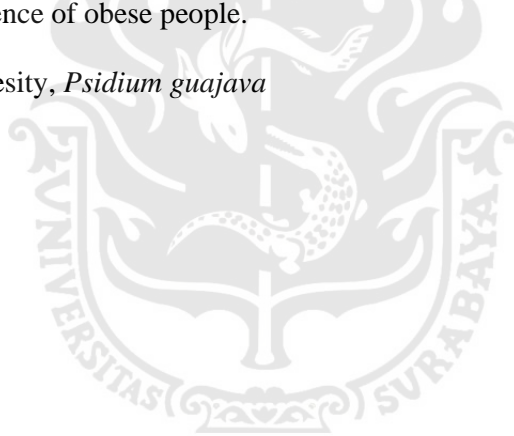 ence of obese people.
esity, Psidium guajava
UNIVERSITAS SURABAYA